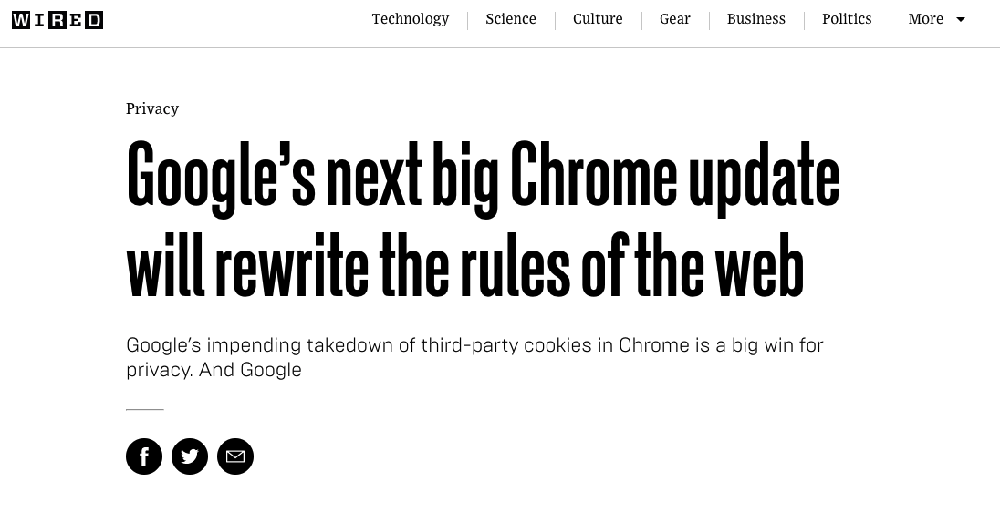 WIRED
Technology
Science
Culture
Gear
Business
Politics
More
Privacy
Google’s next big Chrome update
will rewrite the rules of the web
Google’s impending takedown of third-party cookies in Chrome is a big win for
privacy. And Google